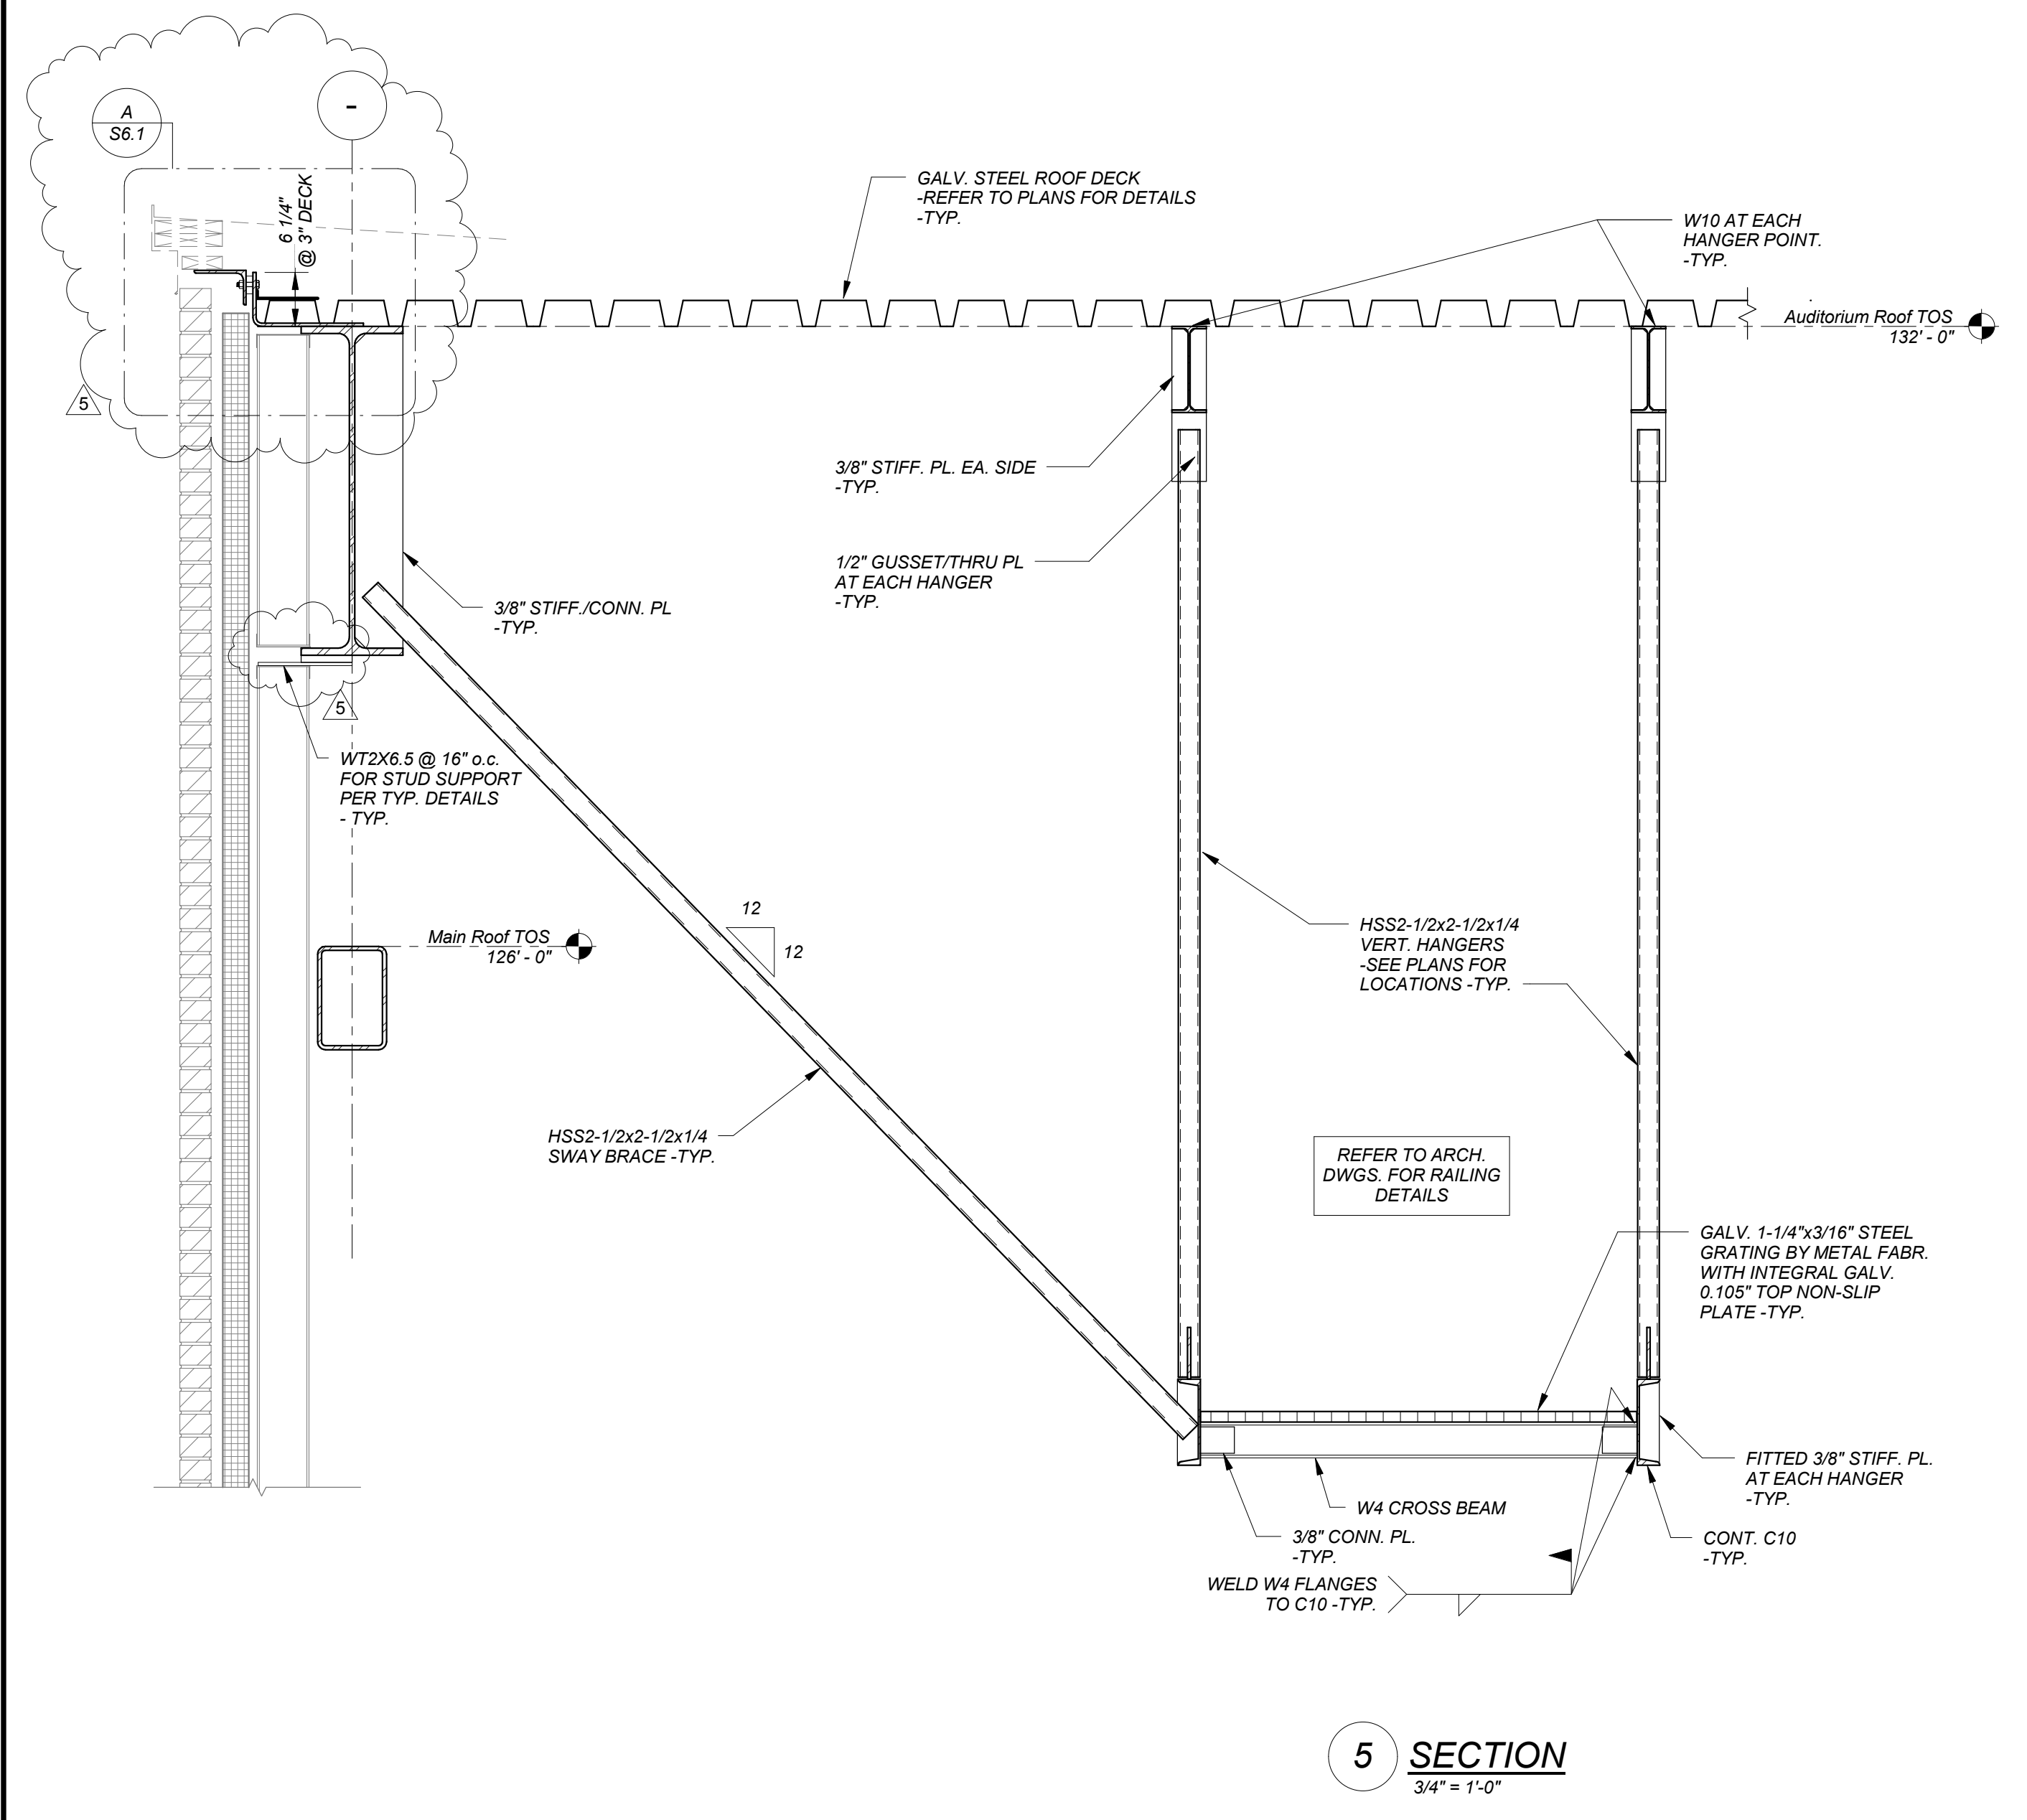 A
S6.1
-
6 1/4"
@ 3" DECK
GALV. STEEL ROOF DECK
-REFER TO PLANS FOR DETAILS
-TYP.
W10 AT EACH
HANGER POINT.
-TYP.
Auditorium Roof TOS
132' - 0"
5
3/8" STIFF. PL. EA. SIDE
-TYP.
1/2" GUSSET/THRU PL
AT EACH HANGER
-TYP.
3/8" STIFF./CONN. PL
-TYP.
5
WT2X6.5 @ 16" o.c.
FOR STUD SUPPORT
PER TYP. DETAILS
- TYP.
12
12
Main Roof TOS
126' - 0"
HSS2-1/2x2-1/2x1/4
VERT. HANGERS
-SEE PLANS FOR
LOCATIONS -TYP.
HSS2-1/2x2-1/2x1/4
SWAY BRACE -TYP.
REFER TO ARCH.
DWGS. FOR RAILING
DETAILS
GALV. 1-1/4"x3/16" STEEL
GRATING BY METAL FABR.
WITH INTEGRAL GALV.
0.105" TOP NON-SLIP
PLATE -TYP.
FITTED 3/8" STIFF. PL.
AT EACH HANGER
-TYP.
W4 CROSS BEAM
3/8" CONN. PL.
-TYP.
CONT. C10
-TYP.
WELD W4 FLANGES
TO C10 -TYP.
5 SECTION
3/4" = 1'-0"